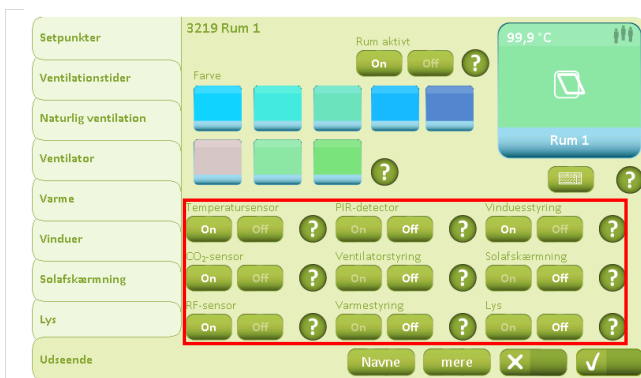 Setpunkter
Ventilationstider
Naturlig ventilation
Ventilator
Varme
Vinduer
Solafskærmning
Lys
Udseende
3219 Rum 1
Rum aktivt
On Off ?
Farve
?
99,9 °C
Rum 1
?
Temperatursensor PIR-detector Vinduesstyring
On Off ? On Off ? On Off ?
CO₂-sensor Ventilatorstyring Solafskærmning
On Off ? On Off ? On Off ?
RF-sensor Varmestyring Lys
On Off ? On Off ? On Off ?
Navne mere